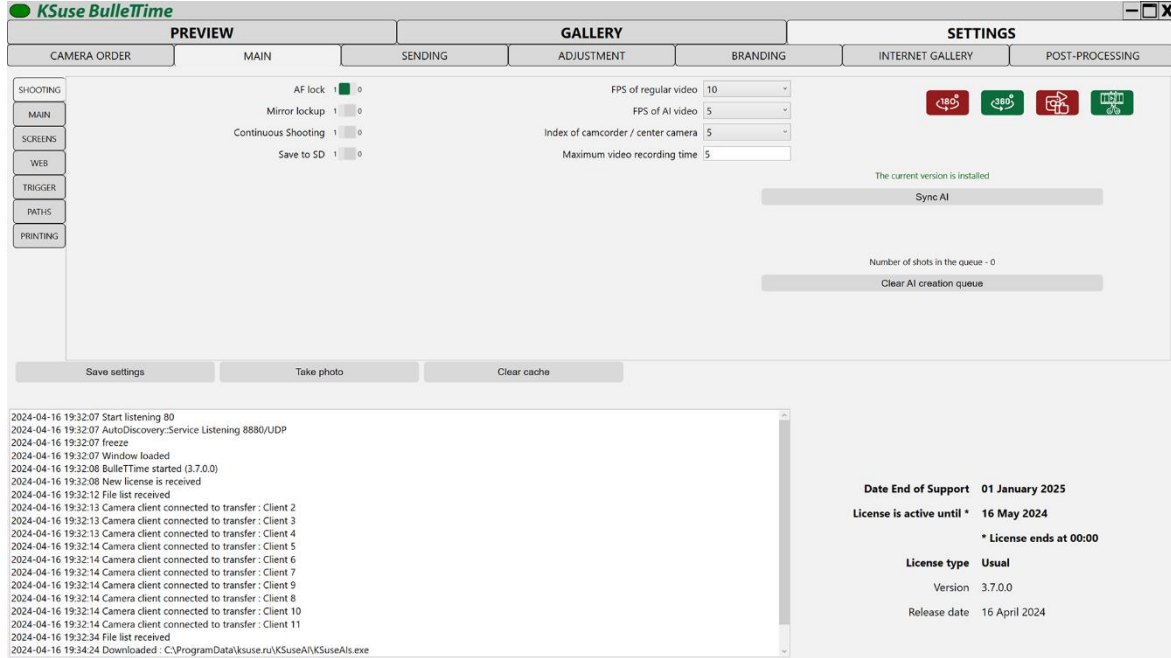 KSuse BulleTTime
PREVIEW GALLERY SETTINGS
CAMERA ORDER MAIN SENDING ADJUSTMENT BRANDING INTERNET GALLERY POST-PROCESSING
SHOOTING
MAIN
SCREENS
WEB
TRIGGER
PATHS
PRINTING
AF lock 1 0
Mirror lockup 1 0
Continuous Shooting 1 0
Save to SD 1 0
FPS of regular video 10
FPS of AI video 5
Index of camcorder / center camera 5
Maximum video recording time 5
180° 360°
The current version is installed
Sync AI
Number of shots in the queue - 0
Clear AI creation queue
Save settings Take photo Clear cache
2024-04-16 19:32:07 Start listening 80
2024-04-16 19:32:07 AutoDiscovery::Service Listening 8880/UDP
2024-04-16 19:32:07 freeze
2024-04-16 19:32:07 Window loaded
2024-04-16 19:32:08 BulleTTime started (3.7.0.0)
2024-04-16 19:32:08 New license is received
2024-04-16 19:32:12 File list received
2024-04-16 19:32:13 Camera client connected to transfer : Client 2
2024-04-16 19:32:13 Camera client connected to transfer : Client 3
2024-04-16 19:32:13 Camera client connected to transfer : Client 4
2024-04-16 19:32:14 Camera client connected to transfer : Client 5
2024-04-16 19:32:14 Camera client connected to transfer : Client 6
2024-04-16 19:32:14 Camera client connected to transfer : Client 7
2024-04-16 19:32:14 Camera client connected to transfer : Client 9
2024-04-16 19:32:14 Camera client connected to transfer : Client 8
2024-04-16 19:32:14 Camera client connected to transfer : Client 10
2024-04-16 19:32:14 Camera client connected to transfer : Client 11
2024-04-16 19:32:34 File list received
2024-04-16 19:34:24 Downloaded : C:\ProgramData\ksuse.ru\KSuseAI\KSuseAIs.exe
Date End of Support 01 January 2025
License is active until * 16 May 2024
* License ends at 00:00
License type Usual
Version 3.7.0.0
Release date 16 April 2024